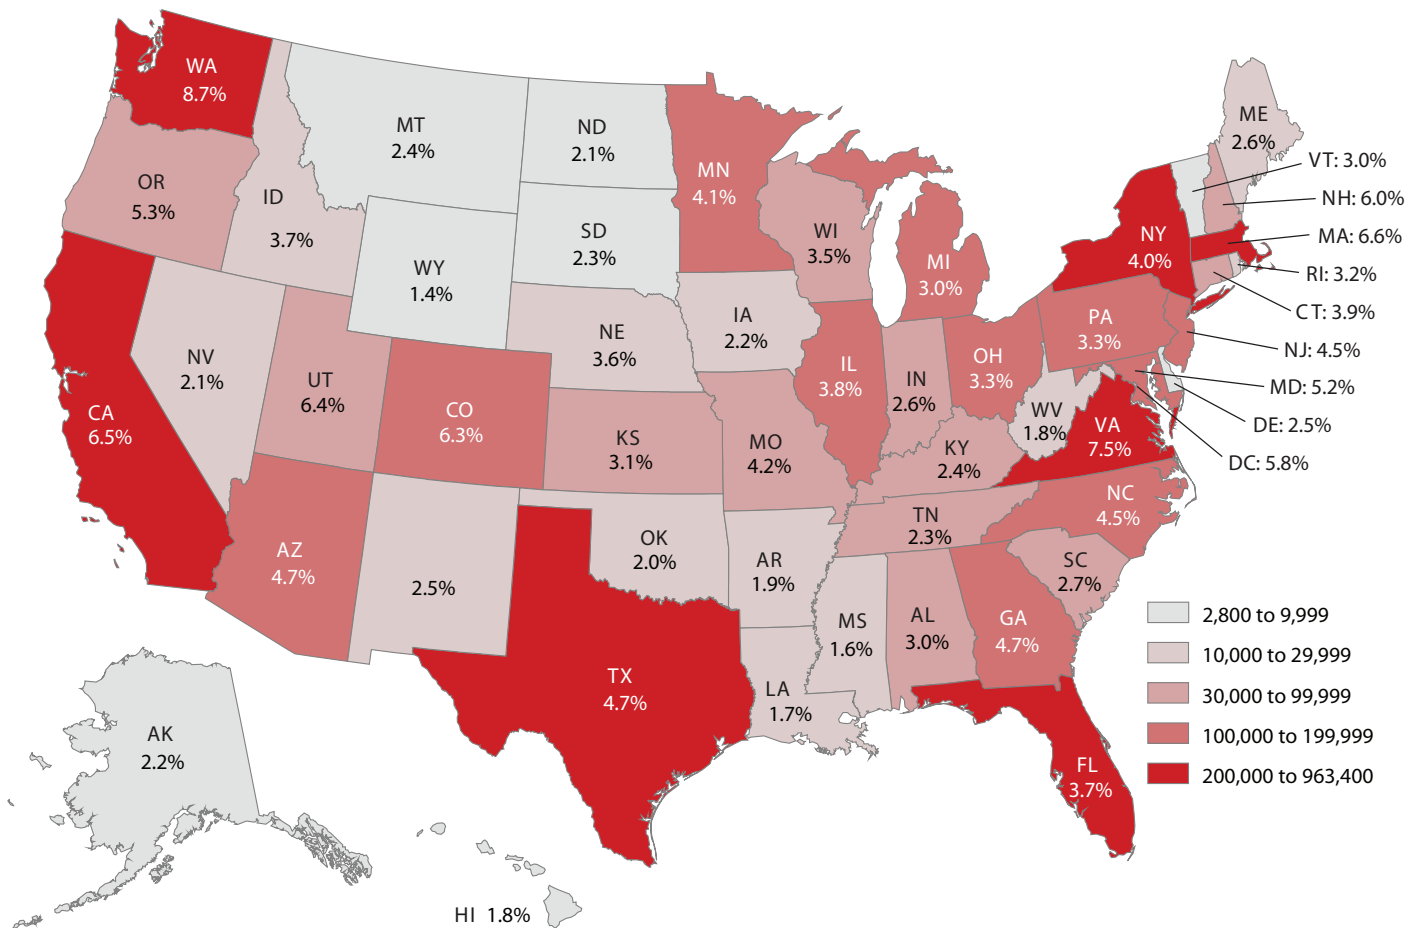 WA
8.7%
MT
2.4%
ND
2.1%
MN
4.1%
ME
2.6%
VT: 3.0%
NH: 6.0%
MA: 6.6%
RI: 3.2%
CT: 3.9%
NJ: 4.5%
MD: 5.2%
DE: 2.5%
DC: 5.8%
OR
5.3%
ID
3.7%
WY
1.4%
SD
2.3%
WI
3.5%
MI
3.0%
NY
4.0%
CA
6.5%
NV
2.1%
UT
6.4%
CO
6.3%
NE
3.6%
IA
2.2%
IL
3.8%
IN
2.6%
OH
3.3%
PA
3.3%
KS
3.1%
MO
4.2%
KY
2.4%
WV
1.8%
VA
7.5%
AZ
4.7%
2.5%
OK
2.0%
AR
1.9%
TN
2.3%
NC
4.5%
SC
2.7%
TX
4.7%
LA
1.7%
MS
1.6%
AL
3.0%
GA
4.7%
FL
3.7%
AK
2.2%
HI 1.8%
2,800 to 9,999
10,000 to 29,999
30,000 to 99,999
100,000 to 199,999
200,000 to 963,400